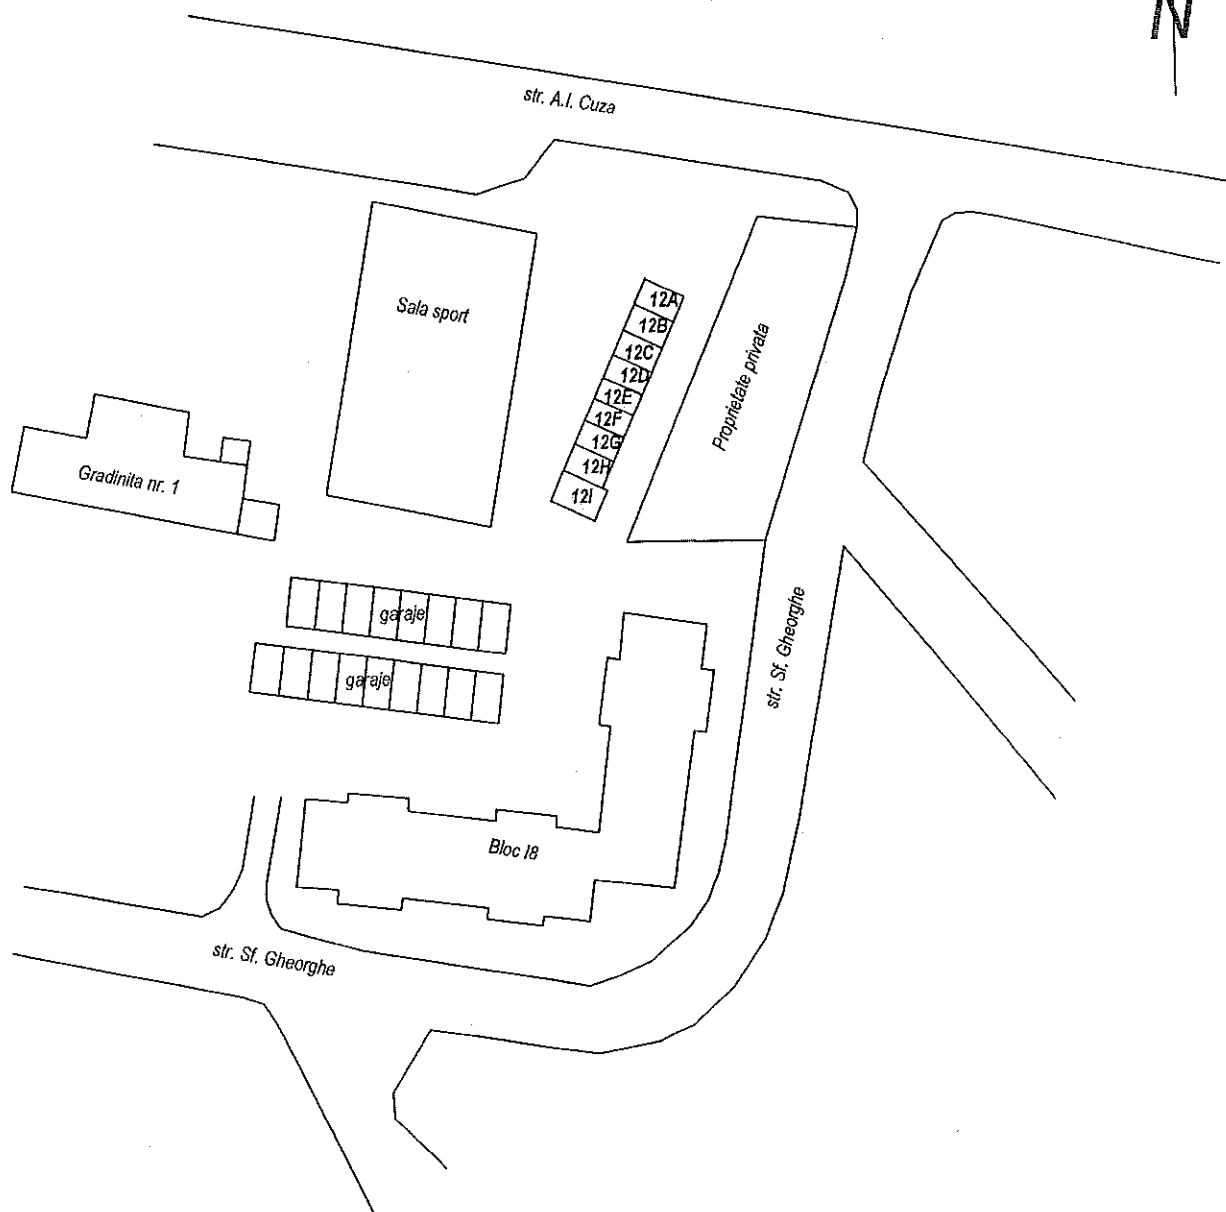 N
str. A.I. Cuza
Sala sport
12A
12B
12C
12D
12E
12F
12G
12H
12I
Proprietate privata
Gradinita nr. 1
garaje
garaje
str. Sf. Gheorghe
Bloc I8
str. Sf. Gheorghe